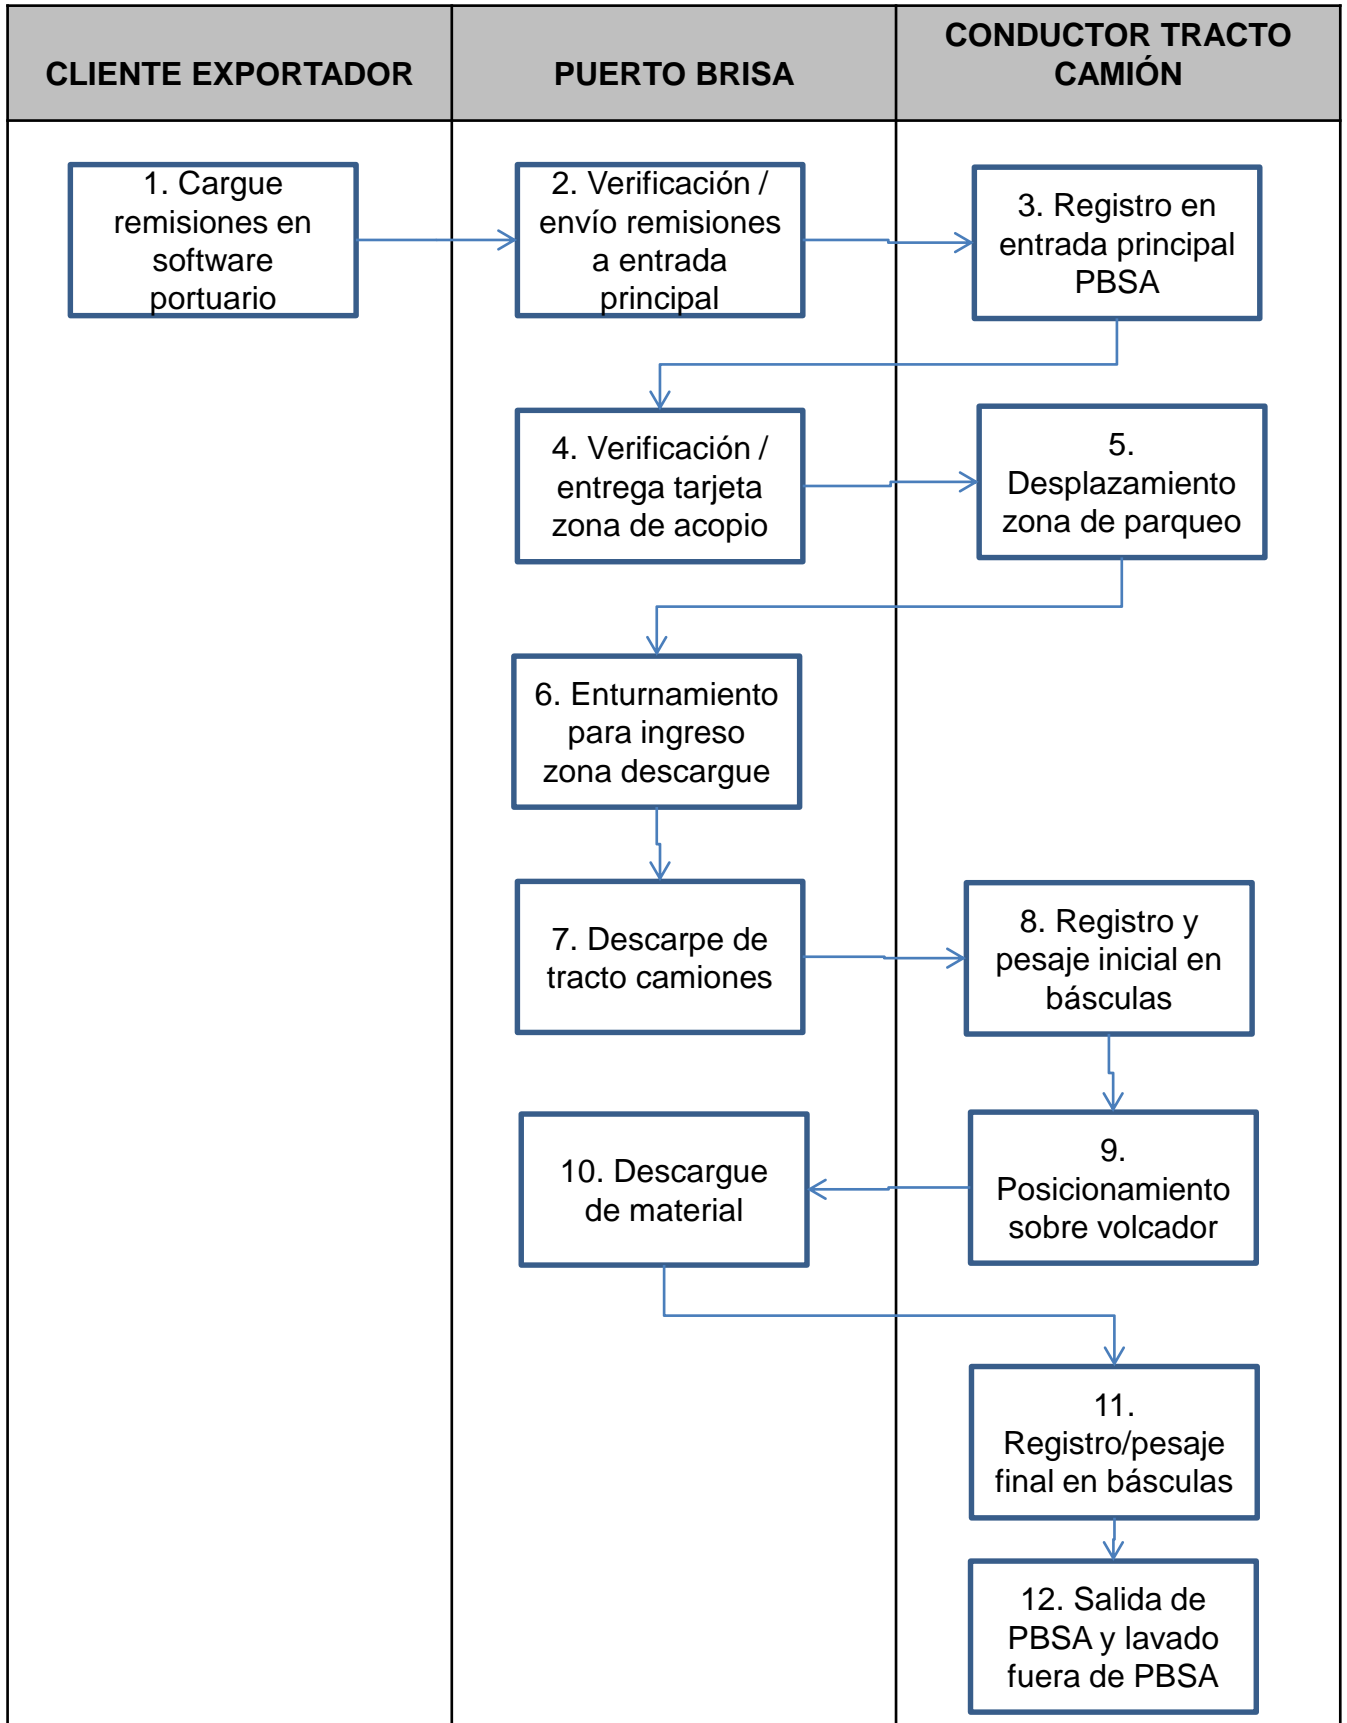 CLIENTE EXPORTADOR
PUERTO BRISA
CONDUCTOR TRACTO
CAMIÓN
1. Cargue
remisiones en
software
portuario
2. Verificación /
envío remisiones
a entrada
principal
3. Registro en
entrada principal
PBSA
4. Verificación /
entrega tarjeta
zona de acopio
5.
Desplazamiento
zona de parqueo
6. Enturnamiento
para ingreso
zona descargue
7. Descarpe de
tracto camiones
8. Registro y
pesaje inicial en
básculas
9.
Posicionamiento
sobre volcador
10. Descargue
de material
11.
Registro/pesaje
final en básculas
12. Salida de
PBSA y lavado
fuera de PBSA